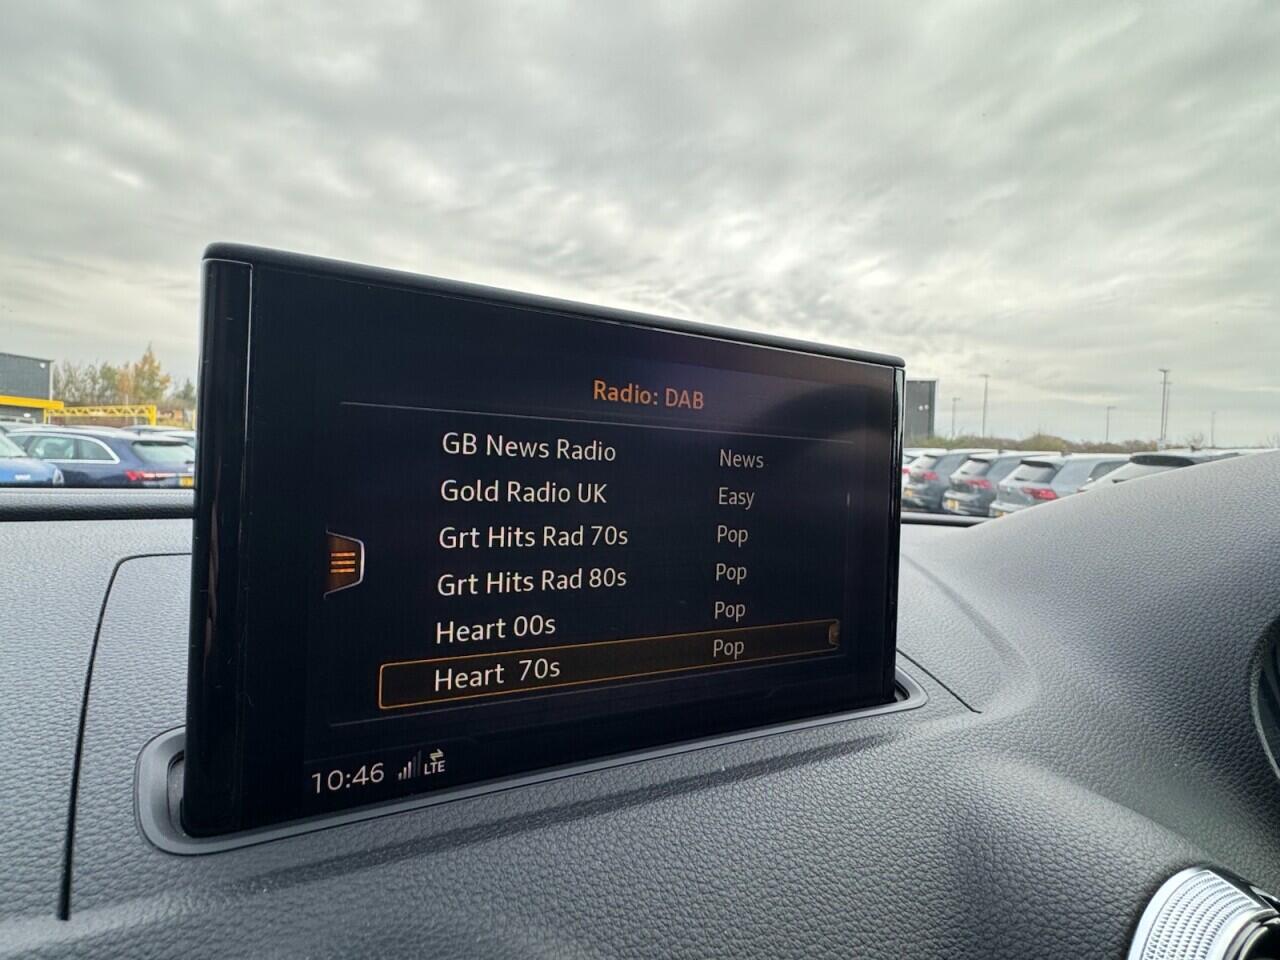 Radio: DAB
GB News Radio News
Gold Radio UK Easy
Grt Hits Rad 70s Pop
Grt Hits Rad 80s Pop
Heart 00s Pop
Heart 70s Pop
10:46 LTE